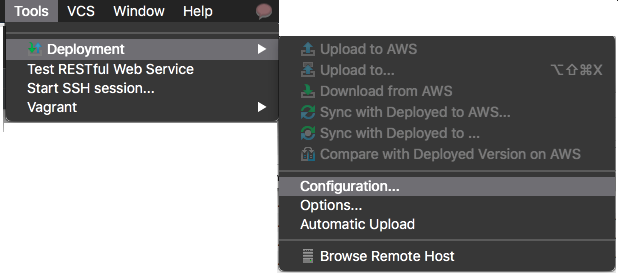 Tools VCS Window Help
Deployment
Test RESTful Web Service
Start SSH session...
Vagrant
Upload to AWS
Upload to... ⌥⇧⌘X
Download from AWS
Sync with Deployed to AWS...
Sync with Deployed to ...
Compare with Deployed Version on AWS
Configuration...
Options...
Automatic Upload
Browse Remote Host